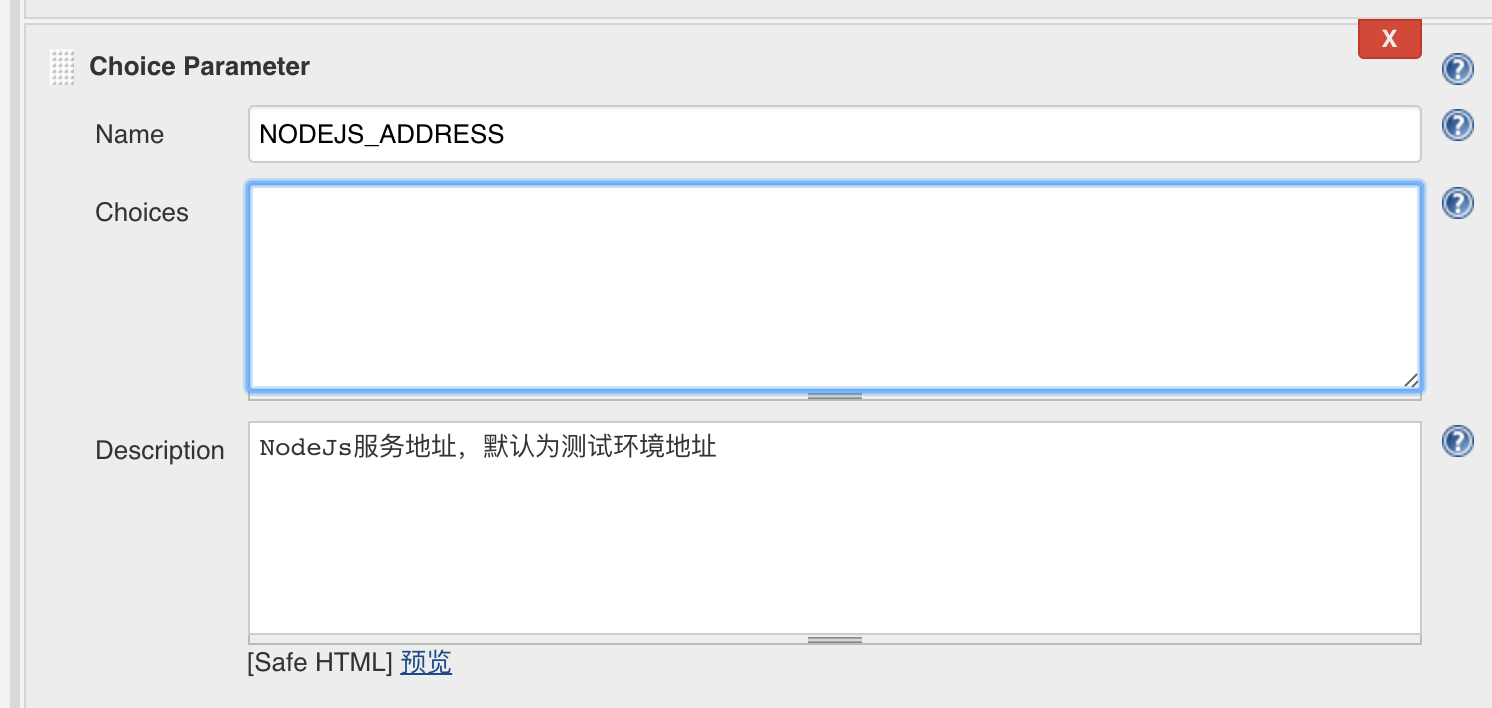 X
Choice Parameter
?
Name
NODEJS_ADDRESS
?
Choices
?
Description
NodeJs服务地址，默认为测试环境地址
?
[Safe HTML] 预览